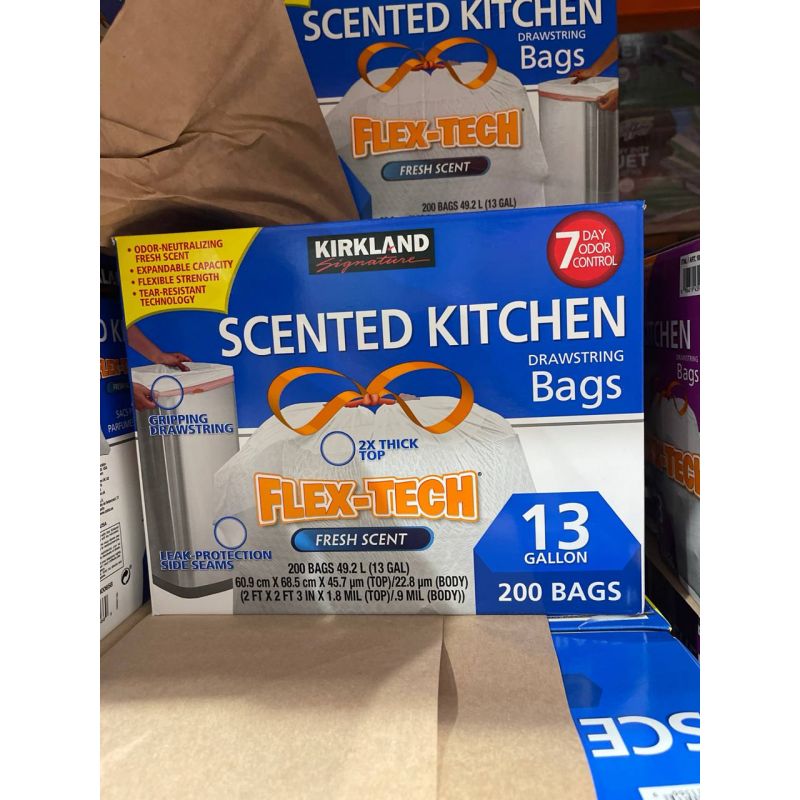 SCENTED KITCHEN
DRAWSTRING
Bags
FLEX-TECH
FRESH SCENT
200 BAGS 49.2 L (13 GAL)
• ODOR-NEUTRALIZING
FRESH SCENT
• EXPANDABLE CAPACITY
• FLEXIBLE STRENGTH
• TEAR-RESISTANT
TECHNOLOGY
KIRKLAND
Signature
7 DAY
ODOR
CONTROL
SCENTED KITCHEN
DRAWSTRING
Bags
GRIPPING
DRAWSTRING
2X THICK
TOP
FLEX-TECH®
FRESH SCENT
LEAK-PROTECTION
SIDE SEAMS
200 BAGS 49.2 L (13 GAL)
60.9 cm X 68.5 cm X 45.7 µm (TOP)/22.8 µm (BODY)
(2 FT X 2 FT 3 IN X 1.8 MIL (TOP)/.9 MIL (BODY))
13
GALLON
200 BAGS
TCHEN
DRAWSTRING
Bags
EX-TECH
SCE